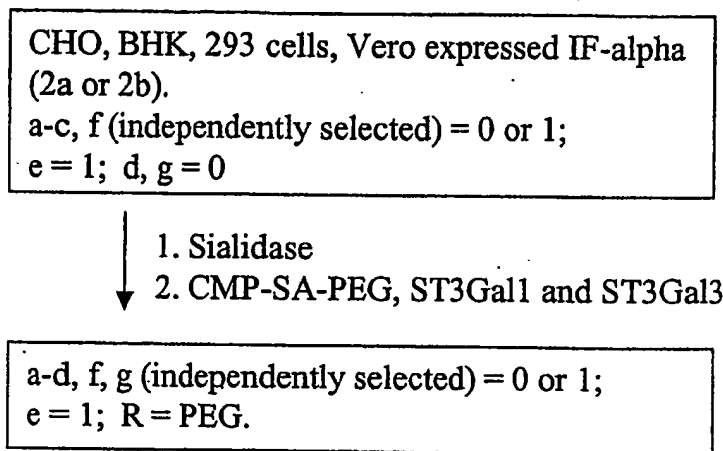 CHO, BHK, 293 cells, Vero expressed IF-alpha
(2a or 2b).
a-c, f (independently selected) = 0 or 1;
e = 1; d, g = 0
1. Sialidase
2. CMP-SA-PEG, ST3Gal1 and ST3Gal3
a-d, f, g (independently selected) = 0 or 1;
e = 1; R = PEG.